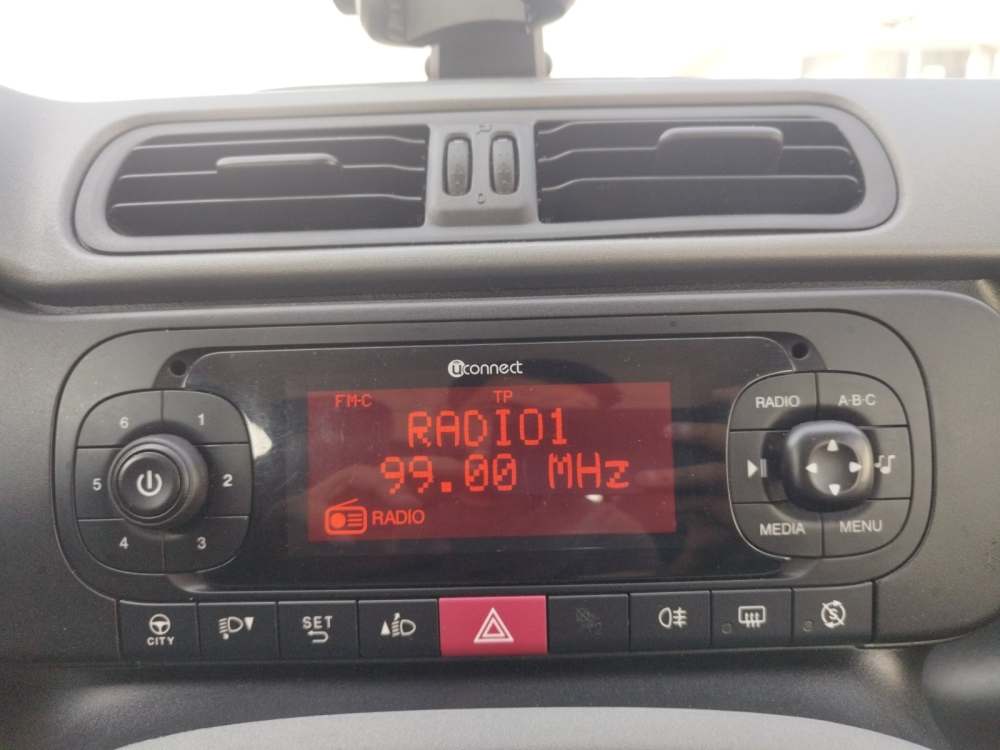 uconnect
FM-C TP
RADIO1
99.00 MHz
RADIO
6 1
5 2
4 3
RADIO A·B·C
MEDIA MENU
CITY
SET